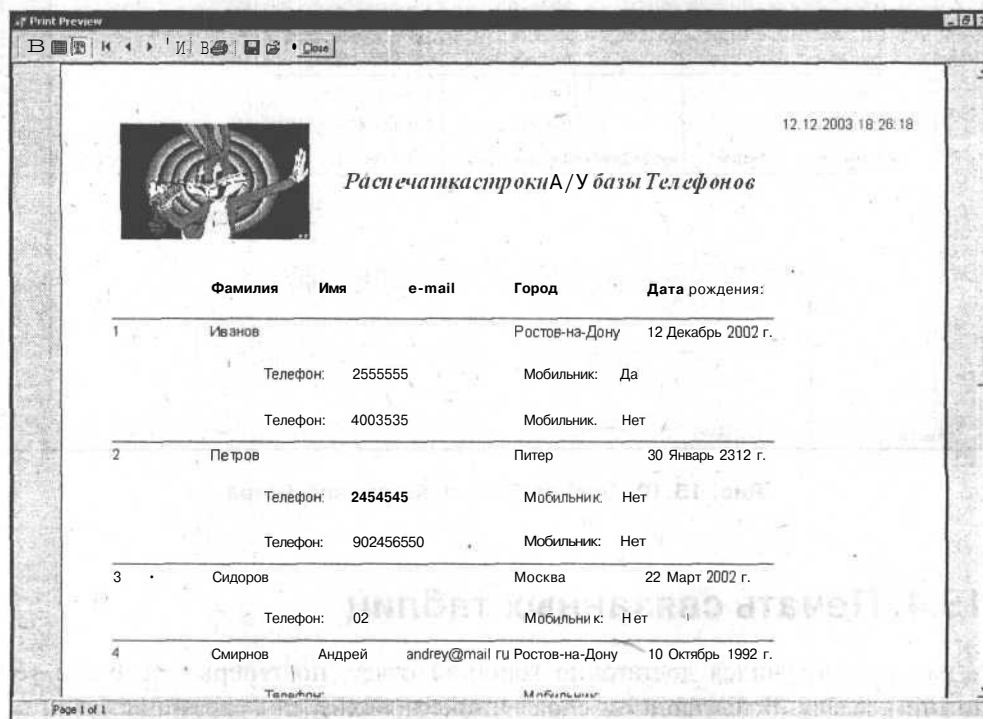 Print Preview
Close
12.12.2003 18:26:18
РаспечаткастрокиА/У базы Телефонов
Фамилия Имя e-mail Город Дата рождения:
1 Иванов Ростов-на-Дону 12 Декабрь 2002 г.
Телефон: 2555555 Мобильник: Да
Телефон: 4003535 Мобильник. Нет
2 Петров Питер 30 Январь 2312 г.
Телефон: 2454545 Мобильник: Нет
Телефон: 902456550 Мобильник: Нет
3 Сидоров Москва 22 Март 2002 г.
Телефон: 02 Мобильник: Нет
4 Смирнов Андрей andrey@mail ru Ростов-на-Дону 10 Октябрь 1992 г.
Телефон: Мобильник:
Page 1 of 1